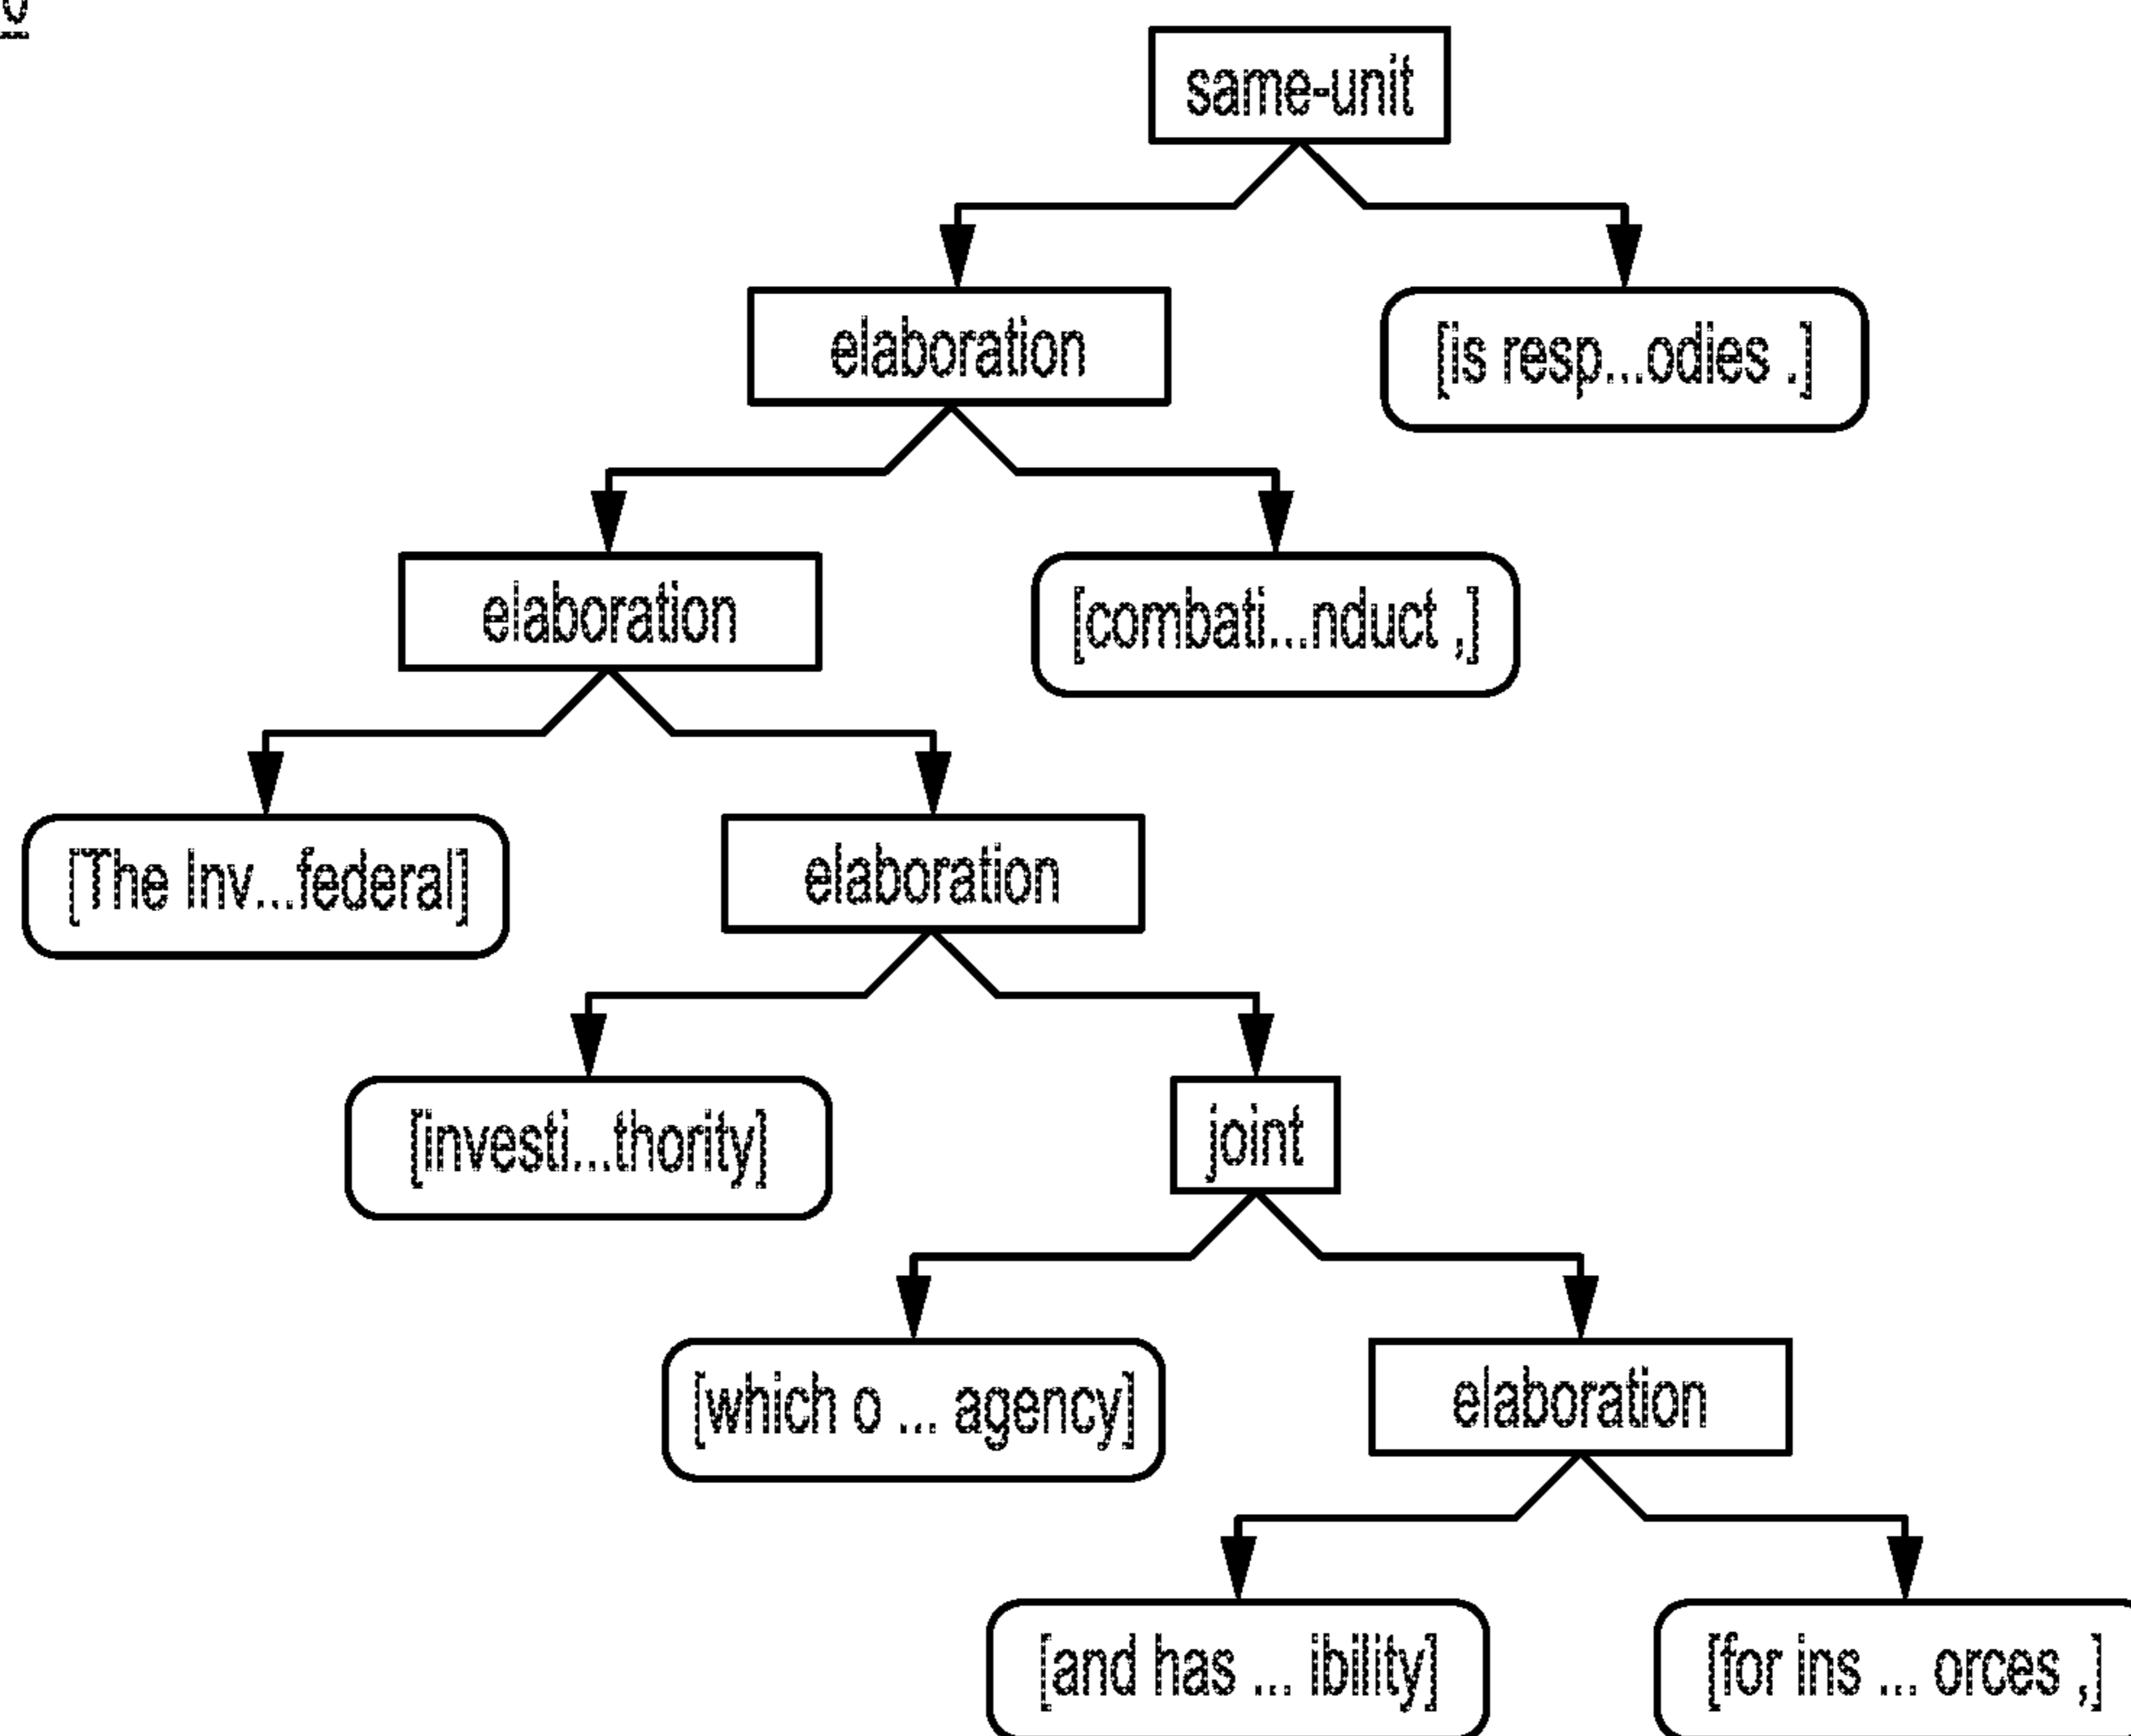 same-unit
elaboration
[is resp...odies .]
elaboration
[combati...nduct ,]
[The Inv...federal]
elaboration
[investi...thority]
joint
[which o ... agency]
elaboration
[and has ... ibility]
[for ins ... orces ,]